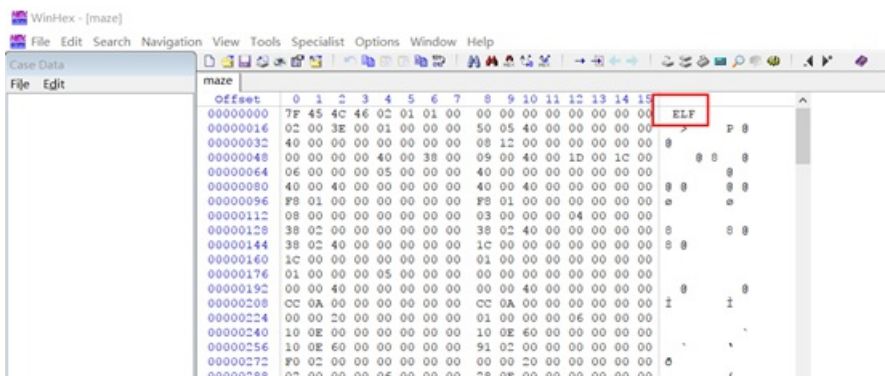 WinHex - [maze]
File Edit Search Navigation View Tools Specialist Options Window Help
Case Data
File Edit
maze
Offset 0 1 2 3 4 5 6 7 8 9 10 11 12 13 14 15
00000000 7F 45 4C 46 02 01 01 00 00 00 00 00 00 00 00 00 ELF
00000016 02 00 3E 00 01 00 00 00 50 05 40 00 00 00 00 00 > P @
00000032 40 00 00 00 00 00 00 00 08 12 00 00 00 00 00 00 @
00000048 00 00 00 00 40 00 38 00 09 00 40 00 1D 00 1C 00 @ 8 @
00000064 06 00 00 00 05 00 00 00 40 00 00 00 00 00 00 00 @
00000080 40 00 40 00 00 00 00 00 40 00 40 00 00 00 00 00 @ @ @ @
00000096 F8 01 00 00 00 00 00 00 F8 01 00 00 00 00 00 00 ø ø
00000112 08 00 00 00 00 00 00 00 03 00 00 00 04 00 00 00
00000128 38 02 00 00 00 00 00 00 38 02 40 00 00 00 00 00 8 8 @
00000144 38 02 40 00 00 00 00 00 1C 00 00 00 00 00 00 00 8 @
00000160 1C 00 00 00 00 00 00 00 01 00 00 00 00 00 00 00
00000176 01 00 00 00 05 00 00 00 00 00 00 00 00 00 00 00
00000192 00 00 40 00 00 00 00 00 00 00 40 00 00 00 00 00 @ @
00000208 CC 0A 00 00 00 00 00 00 CC 0A 00 00 00 00 00 00 Ì Ì
00000224 00 00 20 00 00 00 00 00 01 00 00 00 06 00 00 00
00000240 10 0E 00 00 00 00 00 00 10 0E 60 00 00 00 00 00 `
00000256 10 0E 60 00 00 00 00 00 91 02 00 00 00 00 00 00 ` '
00000272 F0 02 00 00 00 00 00 00 00 00 20 00 00 00 00 00 ð